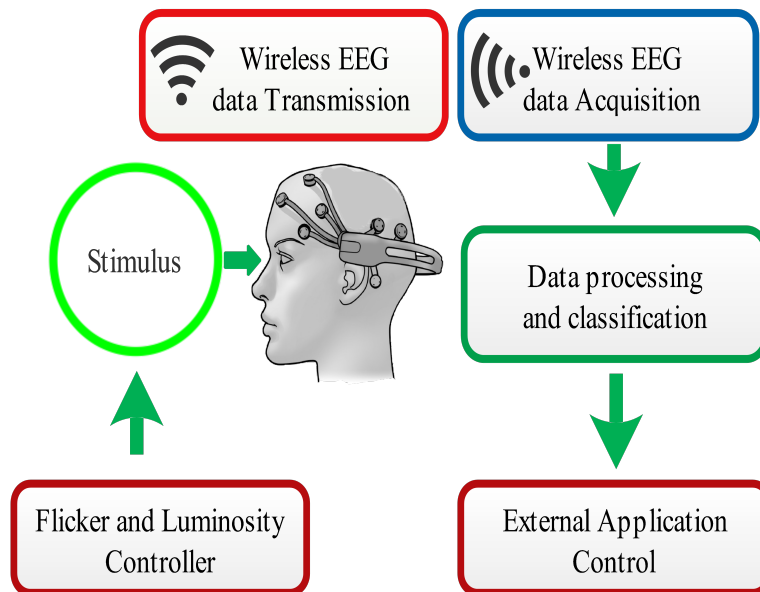 Wireless EEG
data Transmission
Wireless EEG
data Acquisition
Stimulus
Data processing
and classification
Flicker and Luminosity
Controller
External Application
Control